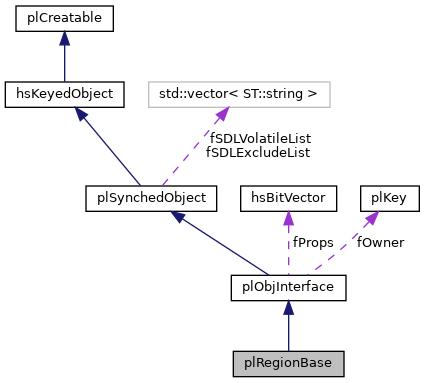 plCreatable
hsKeyedObject
std::vector< ST::string >
fSDLVolatileList
fSDLExcludeList
plSynchedObject
hsBitVector
plKey
fProps
fOwner
plObjInterface
plRegionBase